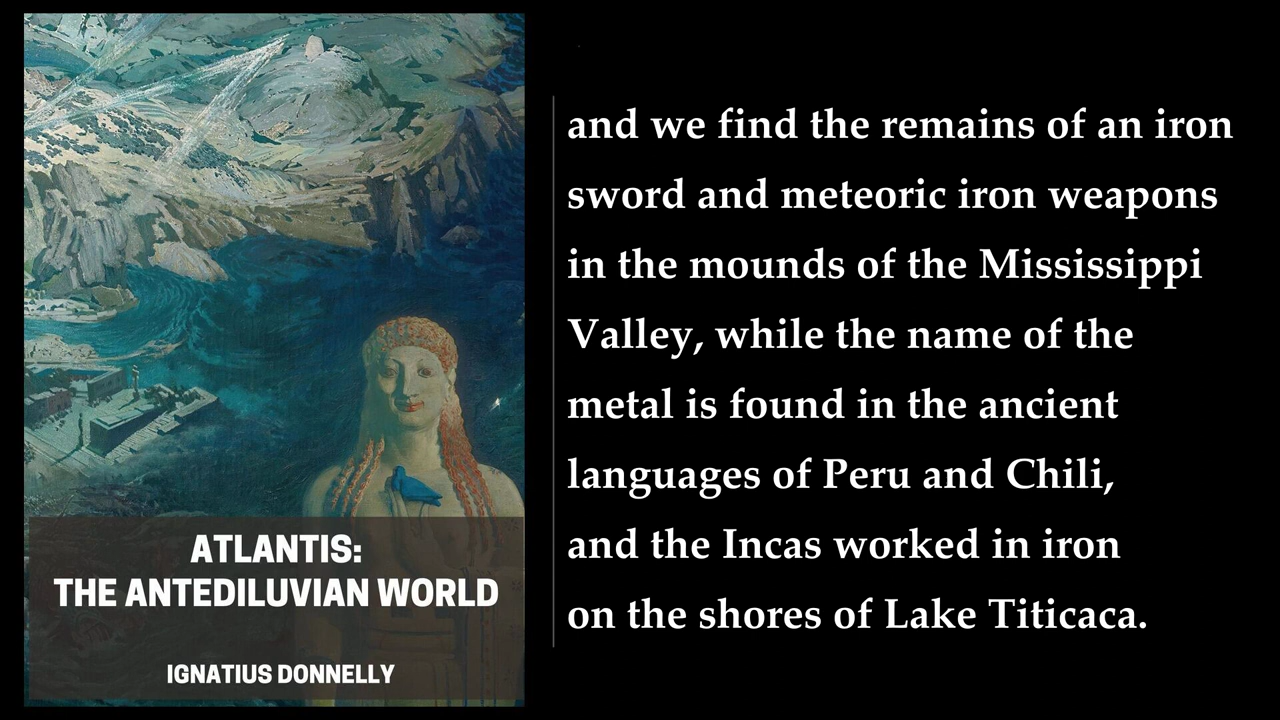 ATLANTIS:
THE ANTEDILUVIAN WORLD
IGNATIUS DONNELLY
and we find the remains of an iron
sword and meteoric iron weapons
in the mounds of the Mississippi
Valley, while the name of the
metal is found in the ancient
languages of Peru and Chili,
and the Incas worked in iron
on the shores of Lake Titicaca.